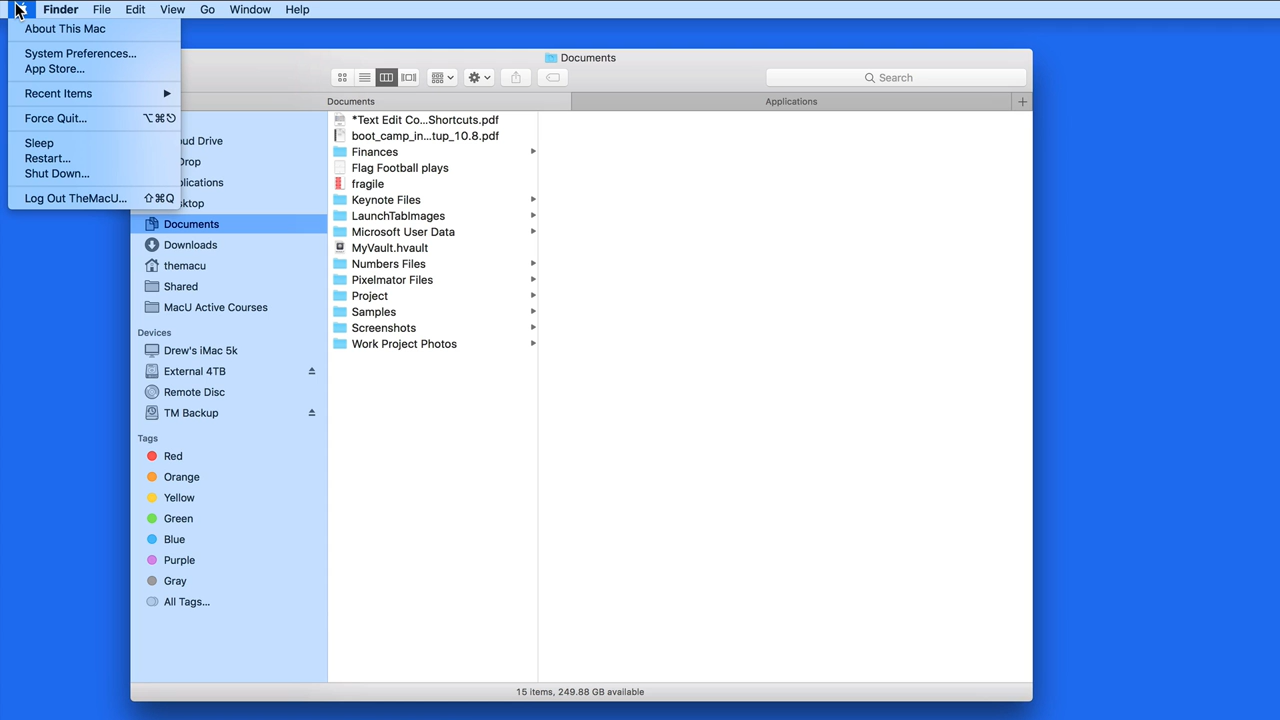 Finder File Edit View Go Window Help
About This Mac
System Preferences...
App Store...
Recent Items
Force Quit... ⌥⌘⎋
Sleep
Restart...
Shut Down...
Log Out TheMacU... ⇧⌘Q
Documents
Search
Documents
Applications
Documents
Downloads
themacu
Shared
MacU Active Courses
Devices
Drew's iMac 5k
External 4TB
Remote Disc
TM Backup
Tags
Red
Orange
Yellow
Green
Blue
Purple
Gray
All Tags...
*Text Edit Co...Shortcuts.pdf
boot_camp_in...tup_10.8.pdf
Finances
Flag Football plays
fragile
Keynote Files
LaunchTabImages
Microsoft User Data
MyVault.hvault
Numbers Files
Pixelmator Files
Project
Samples
Screenshots
Work Project Photos
15 items, 249.88 GB available